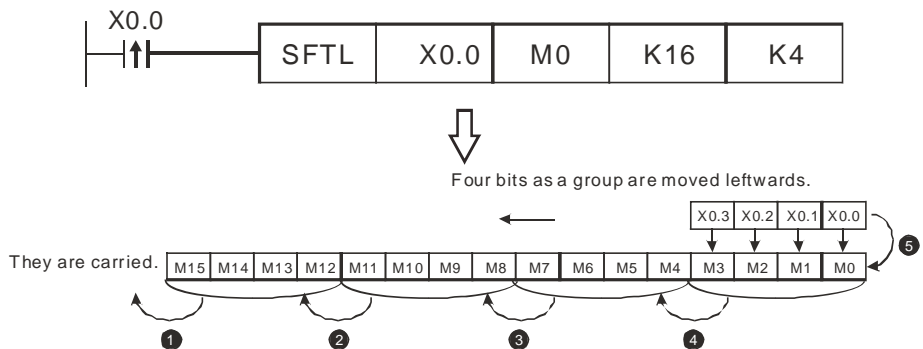 X0.0
SFTL X0.0 M0 K16 K4
Four bits as a group are moved leftwards.
X0.3 X0.2 X0.1 X0.0
5
They are carried. M15 M14 M13 M12 M11 M10 M9 M8 M7 M6 M5 M4 M3 M2 M1 M0
1 2 3 4